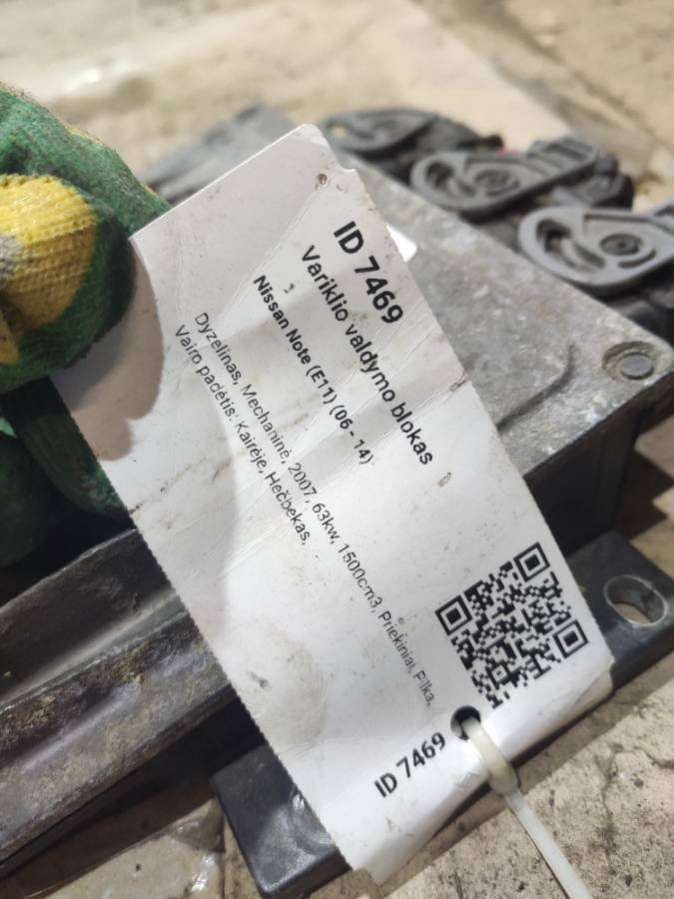 ID 7469
Variklio valdymo blokas
Nissan Note (E11) (06 - 14)
Dyzelinas, Mechaninė, 2007, 63kw, 1500cm3, Priekiniai, Pilka,
Vairo padėtis: Kairėje, Hečbekas,
ID 7469